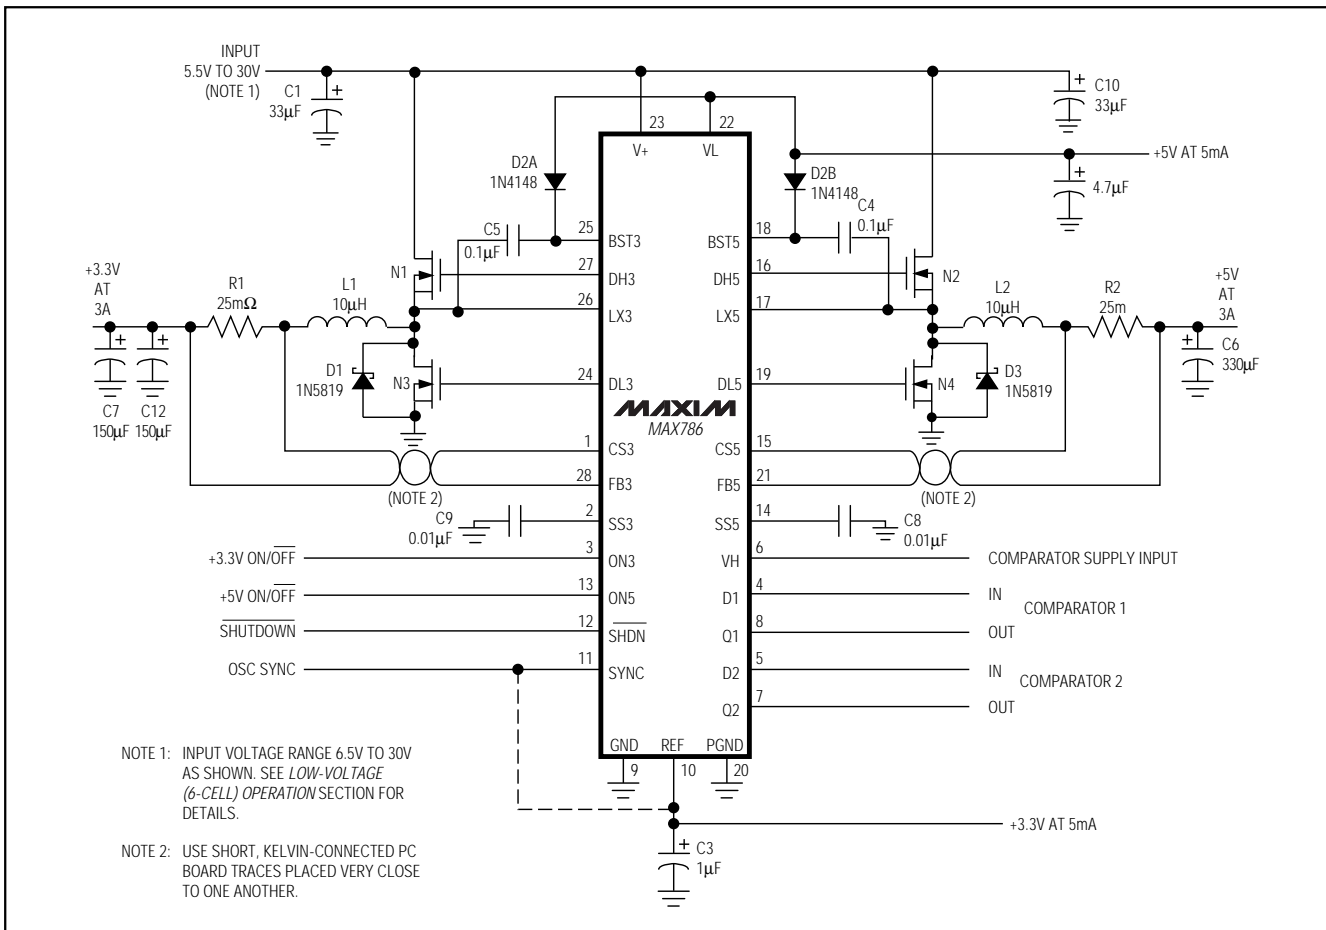 INPUT
5.5V TO 30V
(NOTE 1)
C1
33µF
C10
33µF
23
22
V+
VL
+5V AT 5mA
4.7µF
D2A
1N4148
D2B
1N4148
C5
0.1µF
C4
0.1µF
25
BST3
18
BST5
27
DH3
16
DH5
26
LX3
17
LX5
N1
N2
+3.3V
AT
3A
R1
25mΩ
L1
10µH
L2
10µH
R2
25m
+5V
AT
3A
C6
330µF
D1
1N5819
N3
24
DL3
19
DL5
N4
D3
1N5819
C7
150µF
C12
150µF
MAXIM
MAX786
1
CS3
15
CS5
28
FB3
21
FB5
(NOTE 2)
(NOTE 2)
C9
0.01µF
2
SS3
14
SS5
C8
0.01µF
+3.3V ON/OFF
3
ON3
6
VH
COMPARATOR SUPPLY INPUT
+5V ON/OFF
13
ON5
4
D1
IN
COMPARATOR 1
SHUTDOWN
12
SHDN
8
Q1
OUT
OSC SYNC
11
SYNC
5
D2
IN
COMPARATOR 2
7
Q2
OUT
GND
REF
PGND
9
10
20
+3.3V AT 5mA
C3
1µF
NOTE 1: INPUT VOLTAGE RANGE 6.5V TO 30V
AS SHOWN. SEE LOW-VOLTAGE
(6-CELL) OPERATION SECTION FOR
DETAILS.
NOTE 2: USE SHORT, KELVIN-CONNECTED PC
BOARD TRACES PLACED VERY CLOSE
TO ONE ANOTHER.